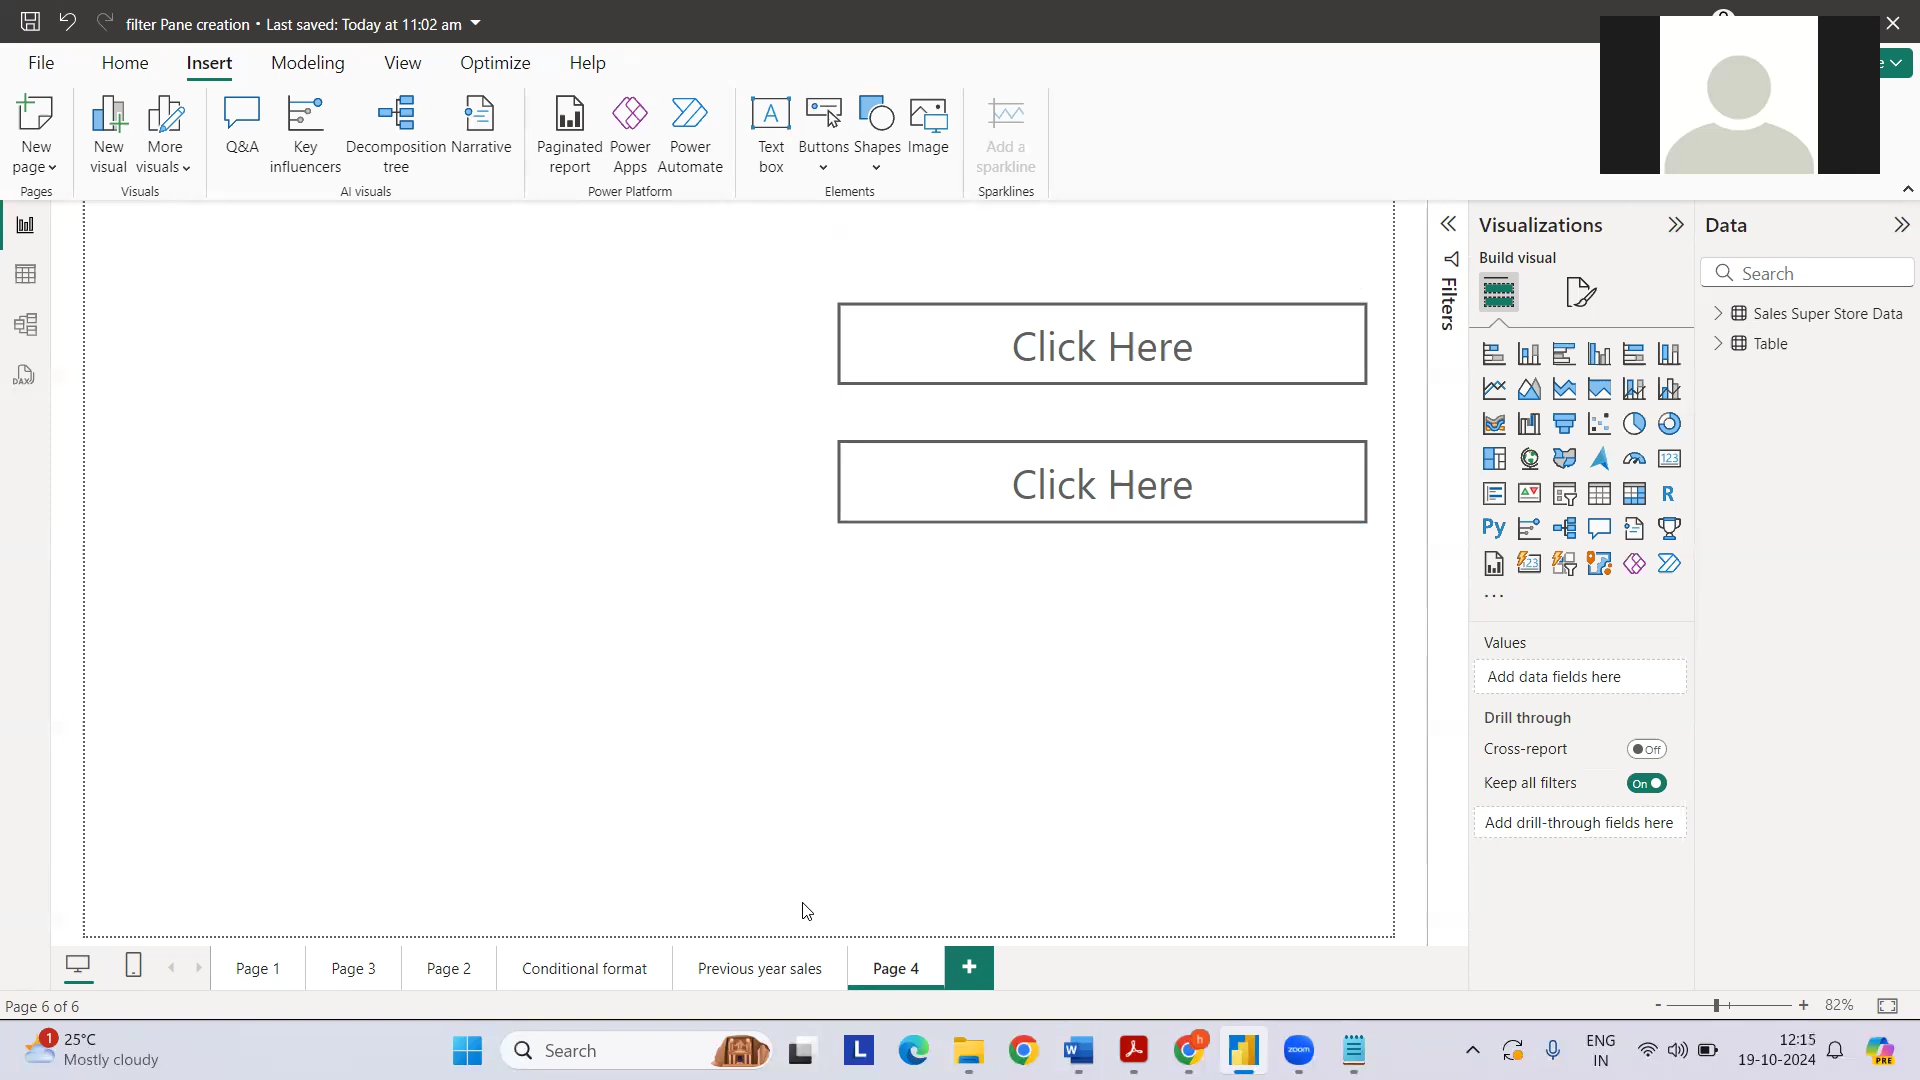 filter Pane creation • Last saved: Today at 11:02 am
File Home Insert Modeling View Optimize Help
New page
New visual
More visuals
Q&A
Key influencers
Decomposition tree
Narrative
Paginated report
Power Apps
Power Automate
Text box
Buttons
Shapes
Image
Add a sparkline
Pages
Visuals
AI visuals
Power Platform
Elements
Sparklines
Click Here
Click Here
Filters
Visualizations
Build visual
Values
Add data fields here
Drill through
Cross-report Off
Keep all filters On
Add drill-through fields here
Data
Search
Sales Super Store Data
Table
Page 1
Page 3
Page 2
Conditional format
Previous year sales
Page 4
Page 6 of 6
- + 82%
1
25°C
Mostly cloudy
Search
L
h
zoom
ENG
IN
12:15
19-10-2024
PRE